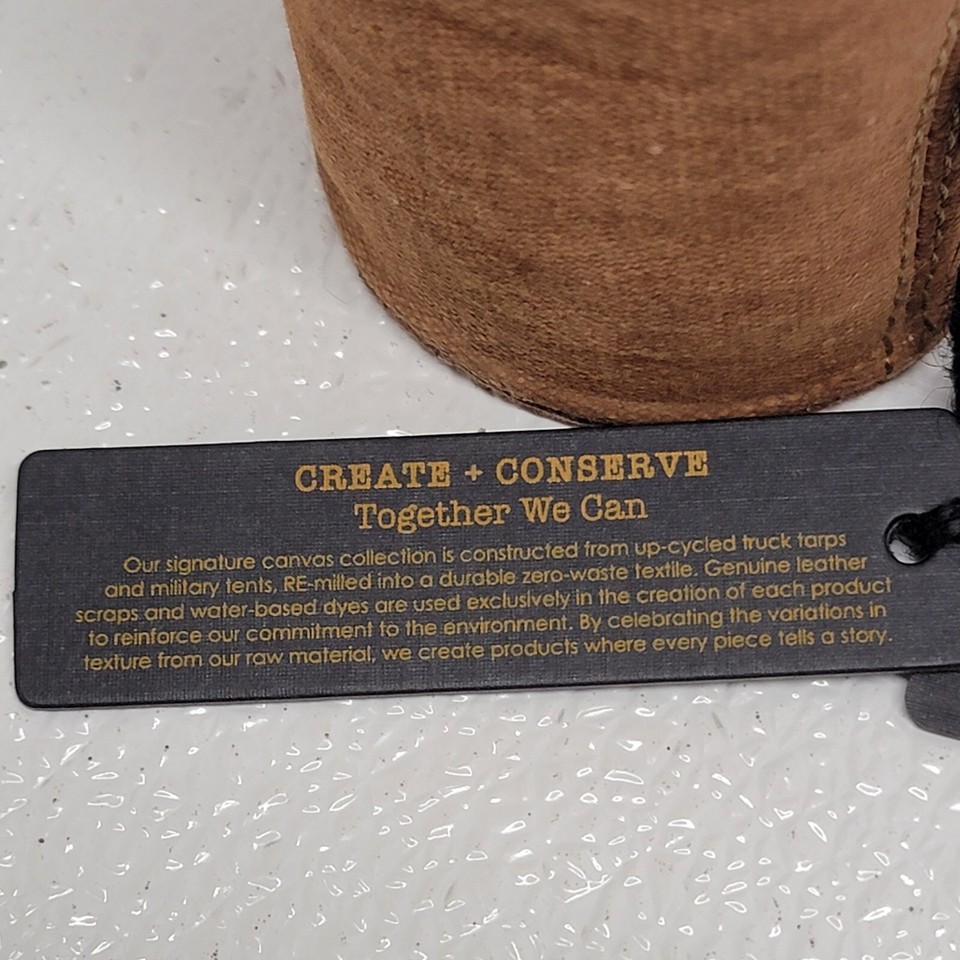 CREATE + CONSERVE
Together We Can
Our signature canvas collection is constructed from up-cycled truck tarps
and military tents, RE-milled into a durable zero-waste textile. Genuine leather
scraps and water-based dyes are used exclusively in the creation of each product
to reinforce our commitment to the environment. By celebrating the variations in
texture from our raw material, we create products where every piece tells a story.